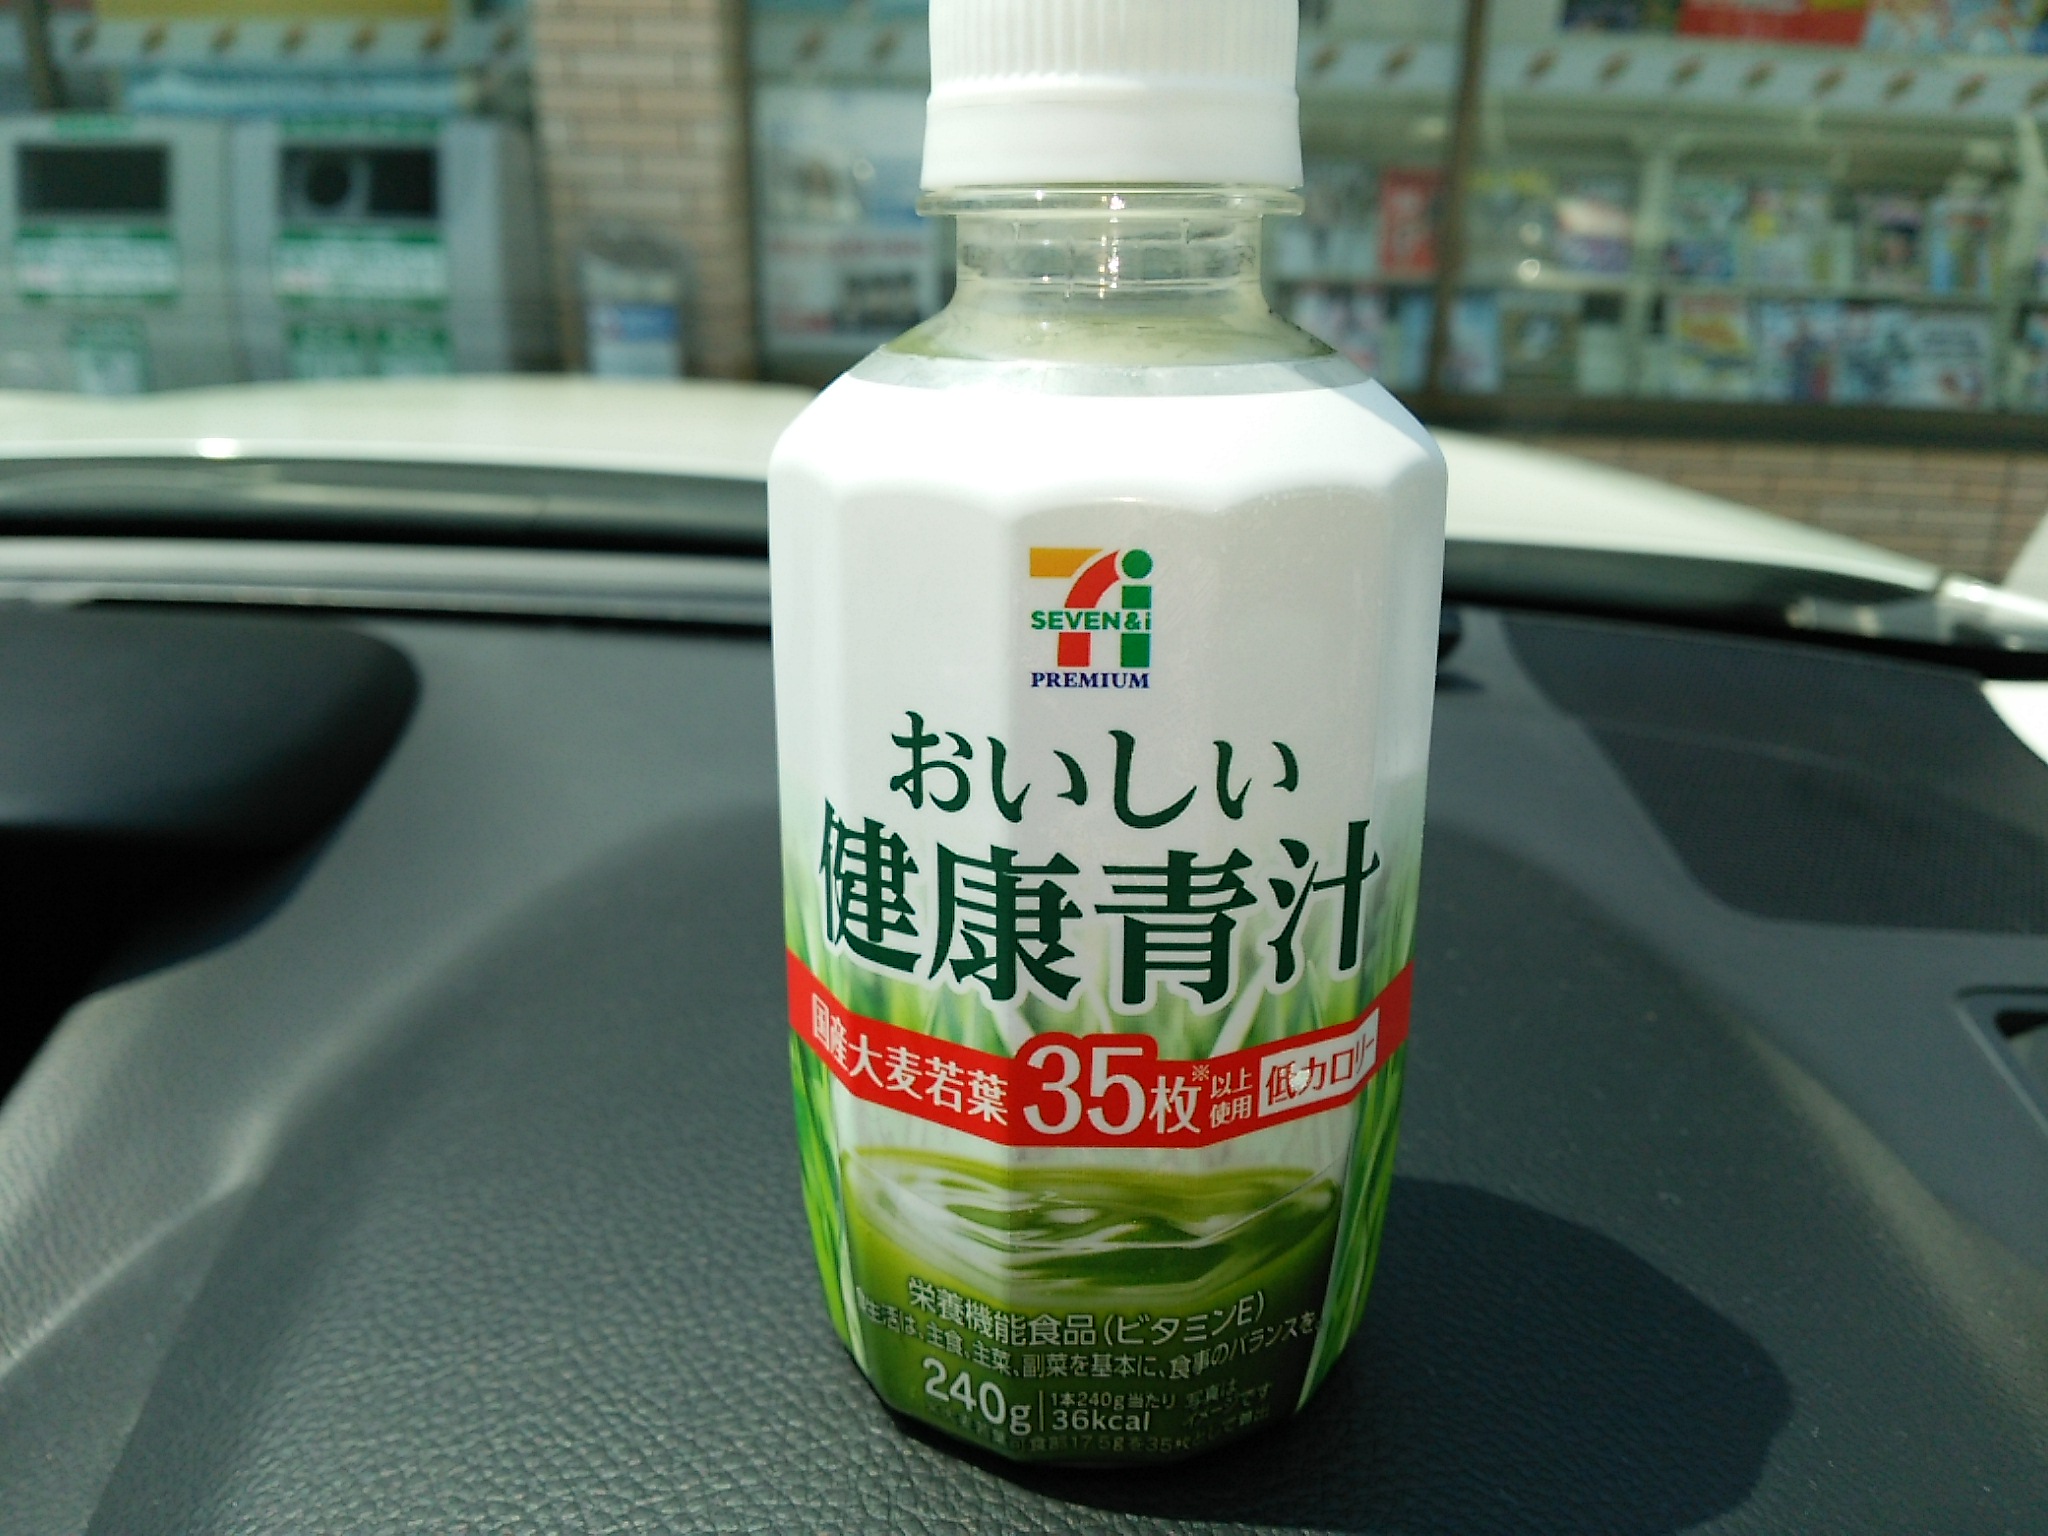 SEVEN&i
PREMIUM
おいしい
健康青汁
国産大麦若葉35枚※以上使用 低カロリー
栄養機能食品(ビタミンE)
食生活は、主食、主菜、副菜を基本に、食事のバランスを。
240g 1本240g当たり 36kcal
写真はイメージです